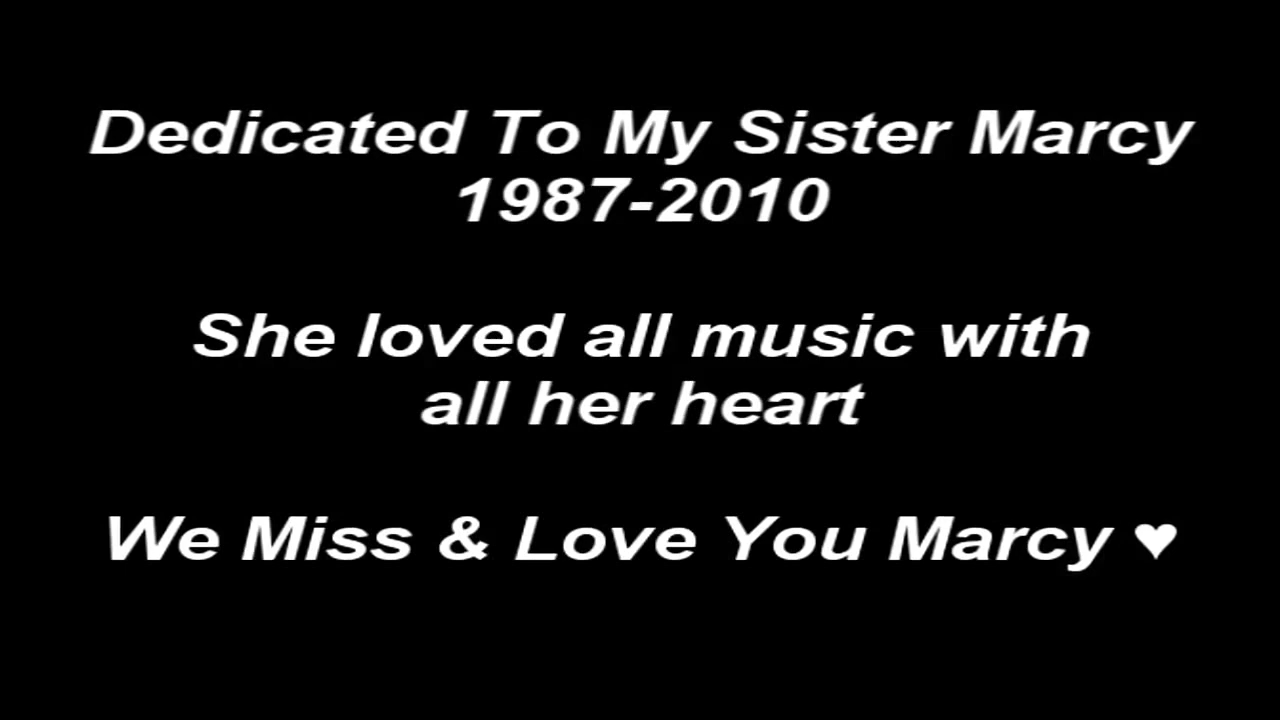 Dedicated To My Sister Marcy
1987-2010
She loved all music with
all her heart
We Miss & Love You Marcy ♥